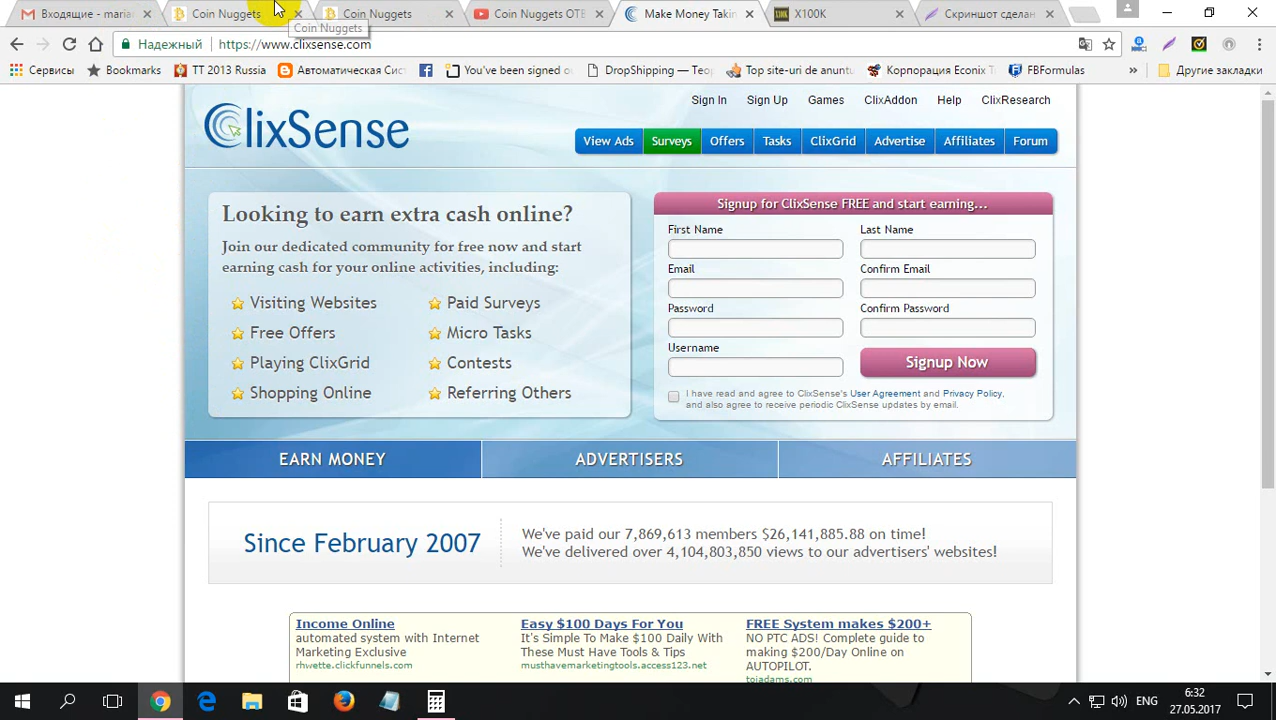 Входящие - maria
Coin Nuggets
Coin Nuggets
Coin Nuggets OTЕ
Make Money Takin
X100K
Скриншот сделан
Coin Nuggets
Надежный
https://www.clixsense.com
Сервисы
Bookmarks
TT 2013 Russia
Автоматическая Сис
You've been signed o
DropShipping — Teop
Top site-uri de anuntu
Корпорация Econix Tr
FBFormulas
»
Другие закладки
Sign In
Sign Up
Games
ClixAddon
Help
ClixResearch
ClixSense
View Ads
Surveys
Offers
Tasks
ClixGrid
Advertise
Affiliates
Forum
Looking to earn extra cash online?
Join our dedicated community for free now and start
earning cash for your online activities, including:
Visiting Websites
Paid Surveys
Free Offers
Micro Tasks
Playing ClixGrid
Contests
Shopping Online
Referring Others
Signup for ClixSense FREE and start earning...
First Name
Last Name
Email
Confirm Email
Password
Confirm Password
Username
Signup Now
I have read and agree to ClixSense's User Agreement and Privacy Policy,
and also agree to receive periodic ClixSense updates by email.
EARN MONEY
ADVERTISERS
AFFILIATES
Since February 2007
We've paid our 7,869,613 members $26,141,885.88 on time!
We've delivered over 4,104,803,850 views to our advertisers' websites!
Income Online
automated system with Internet
Marketing Exclusive
rhwette.clickfunnels.com
Easy $100 Days For You
It's Simple To Make $100 Daily With
These Must Have Tools & Tips
musthavemarketingtools.access123.net
FREE System makes $200+
NO PTC ADS! Complete guide to
making $200/Day Online on
AUTOPILOT.
tojadams.com
ENG
6:32
27.05.2017